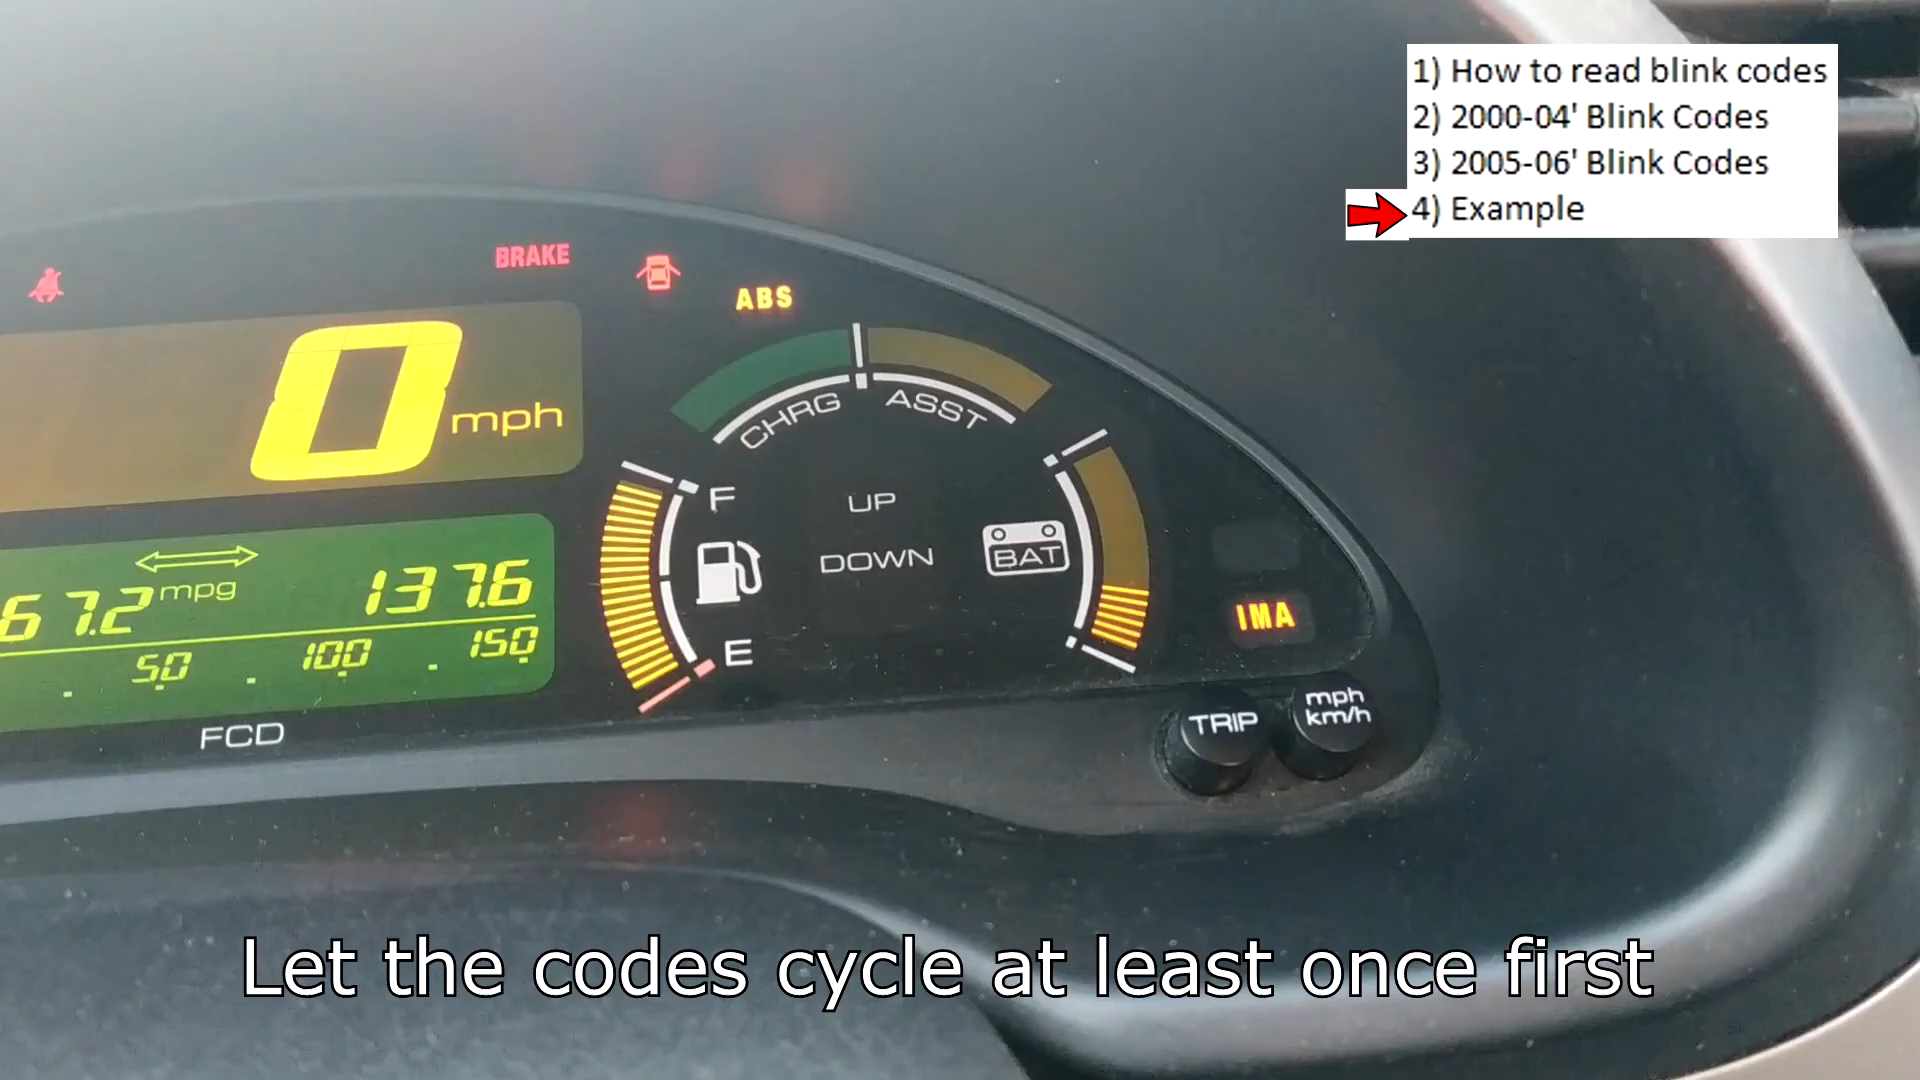 1) How to read blink codes
2) 2000-04' Blink Codes
3) 2005-06' Blink Codes
4) Example
BRAKE
ABS
0 mph
CHRG ASST
F
UP
BAT
DOWN
67.2 mpg 137.6
50 100 150
E
IMA
FCD
TRIP
mph
km/h
Let the codes cycle at least once first